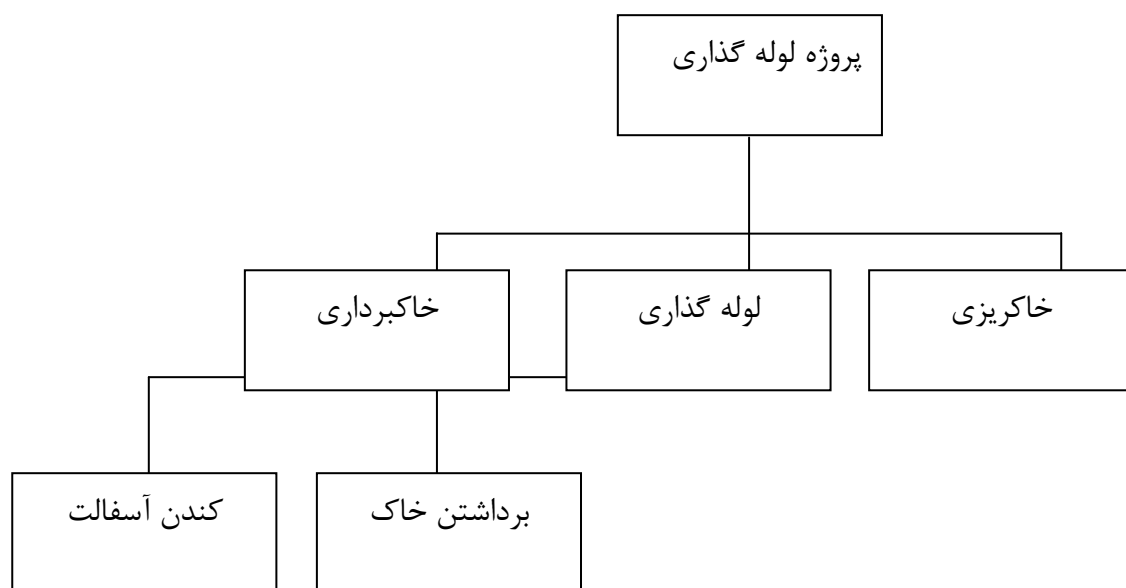 پروژه لوله گذاری
خاکبرداری
لوله گذاری
خاکریزی
کندن آسفالت
برداشتن خاک